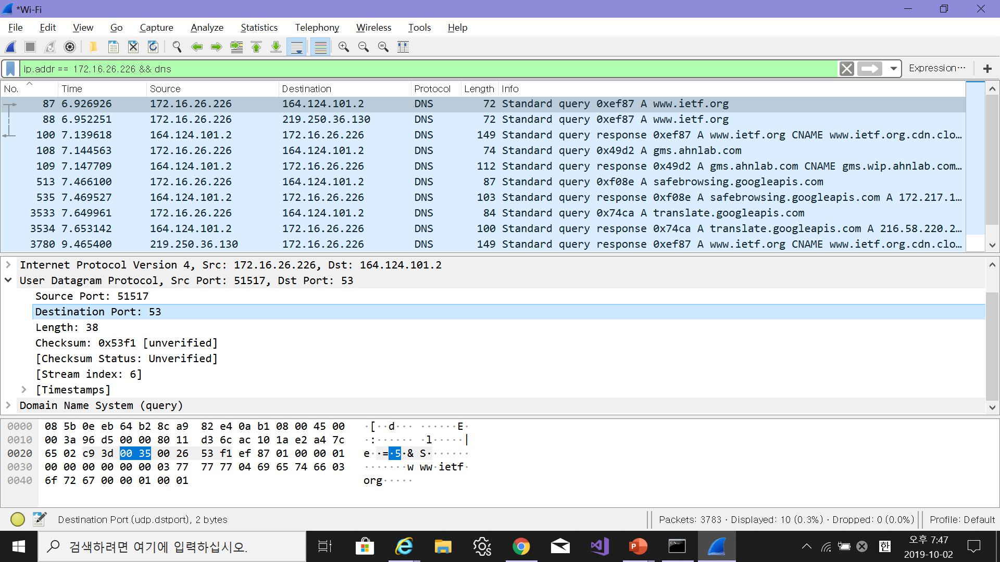 *Wi-Fi
File Edit View Go Capture Analyze Statistics Telephony Wireless Tools Help
ip.addr == 172.16.26.226 && dns Expression… +
No. Time Source Destination Protocol Length Info
87 6.926926 172.16.26.226 164.124.101.2 DNS 72 Standard query 0xef87 A www.ietf.org
88 6.952251 172.16.26.226 219.250.36.130 DNS 72 Standard query 0xef87 A www.ietf.org
100 7.139618 164.124.101.2 172.16.26.226 DNS 149 Standard query response 0xef87 A www.ietf.org CNAME www.ietf.org.cdn.clo…
108 7.144563 172.16.26.226 164.124.101.2 DNS 74 Standard query 0x49d2 A gms.ahnlab.com
109 7.147709 164.124.101.2 172.16.26.226 DNS 112 Standard query response 0x49d2 A gms.ahnlab.com CNAME gms.wip.ahnlab.com…
513 7.466100 172.16.26.226 164.124.101.2 DNS 87 Standard query 0xf08e A safebrowsing.googleapis.com
535 7.469527 164.124.101.2 172.16.26.226 DNS 103 Standard query response 0xf08e A safebrowsing.googleapis.com A 172.217.1…
3533 7.649961 172.16.26.226 164.124.101.2 DNS 84 Standard query 0x74ca A translate.googleapis.com
3534 7.653142 164.124.101.2 172.16.26.226 DNS 100 Standard query response 0x74ca A translate.googleapis.com A 216.58.220.2…
3780 9.465400 219.250.36.130 172.16.26.226 DNS 149 Standard query response 0xef87 A www.ietf.org CNAME www.ietf.org.cdn.clo…
Internet Protocol Version 4, Src: 172.16.26.226, Dst: 164.124.101.2
User Datagram Protocol, Src Port: 51517, Dst Port: 53
Source Port: 51517
Destination Port: 53
Length: 38
Checksum: 0x53f1 [unverified]
[Checksum Status: Unverified]
[Stream index: 6]
[Timestamps]
Domain Name System (query)
0000 08 5b 0e eb 64 b2 8c a9 82 e4 0a b1 08 00 45 00 ·[··d··· ······E·
0010 00 3a 96 d5 00 00 80 11 d3 6c ac 10 1a e2 a4 7c ·:······ ·l·····|
0020 65 02 c9 3d 00 35 00 26 53 f1 ef 87 01 00 00 01 e··=·5·& S·······
0030 00 00 00 00 00 00 03 77 77 77 04 69 65 74 66 03 ·······w ww·ietf·
0040 6f 72 67 00 00 01 00 01 org·····
Destination Port (udp.dstport), 2 bytes Packets: 3783 · Displayed: 10 (0.3%) · Dropped: 0 (0.0%) Profile: Default
검색하려면 여기에 입력하십시오. 한 오후 7:47
2019-10-02